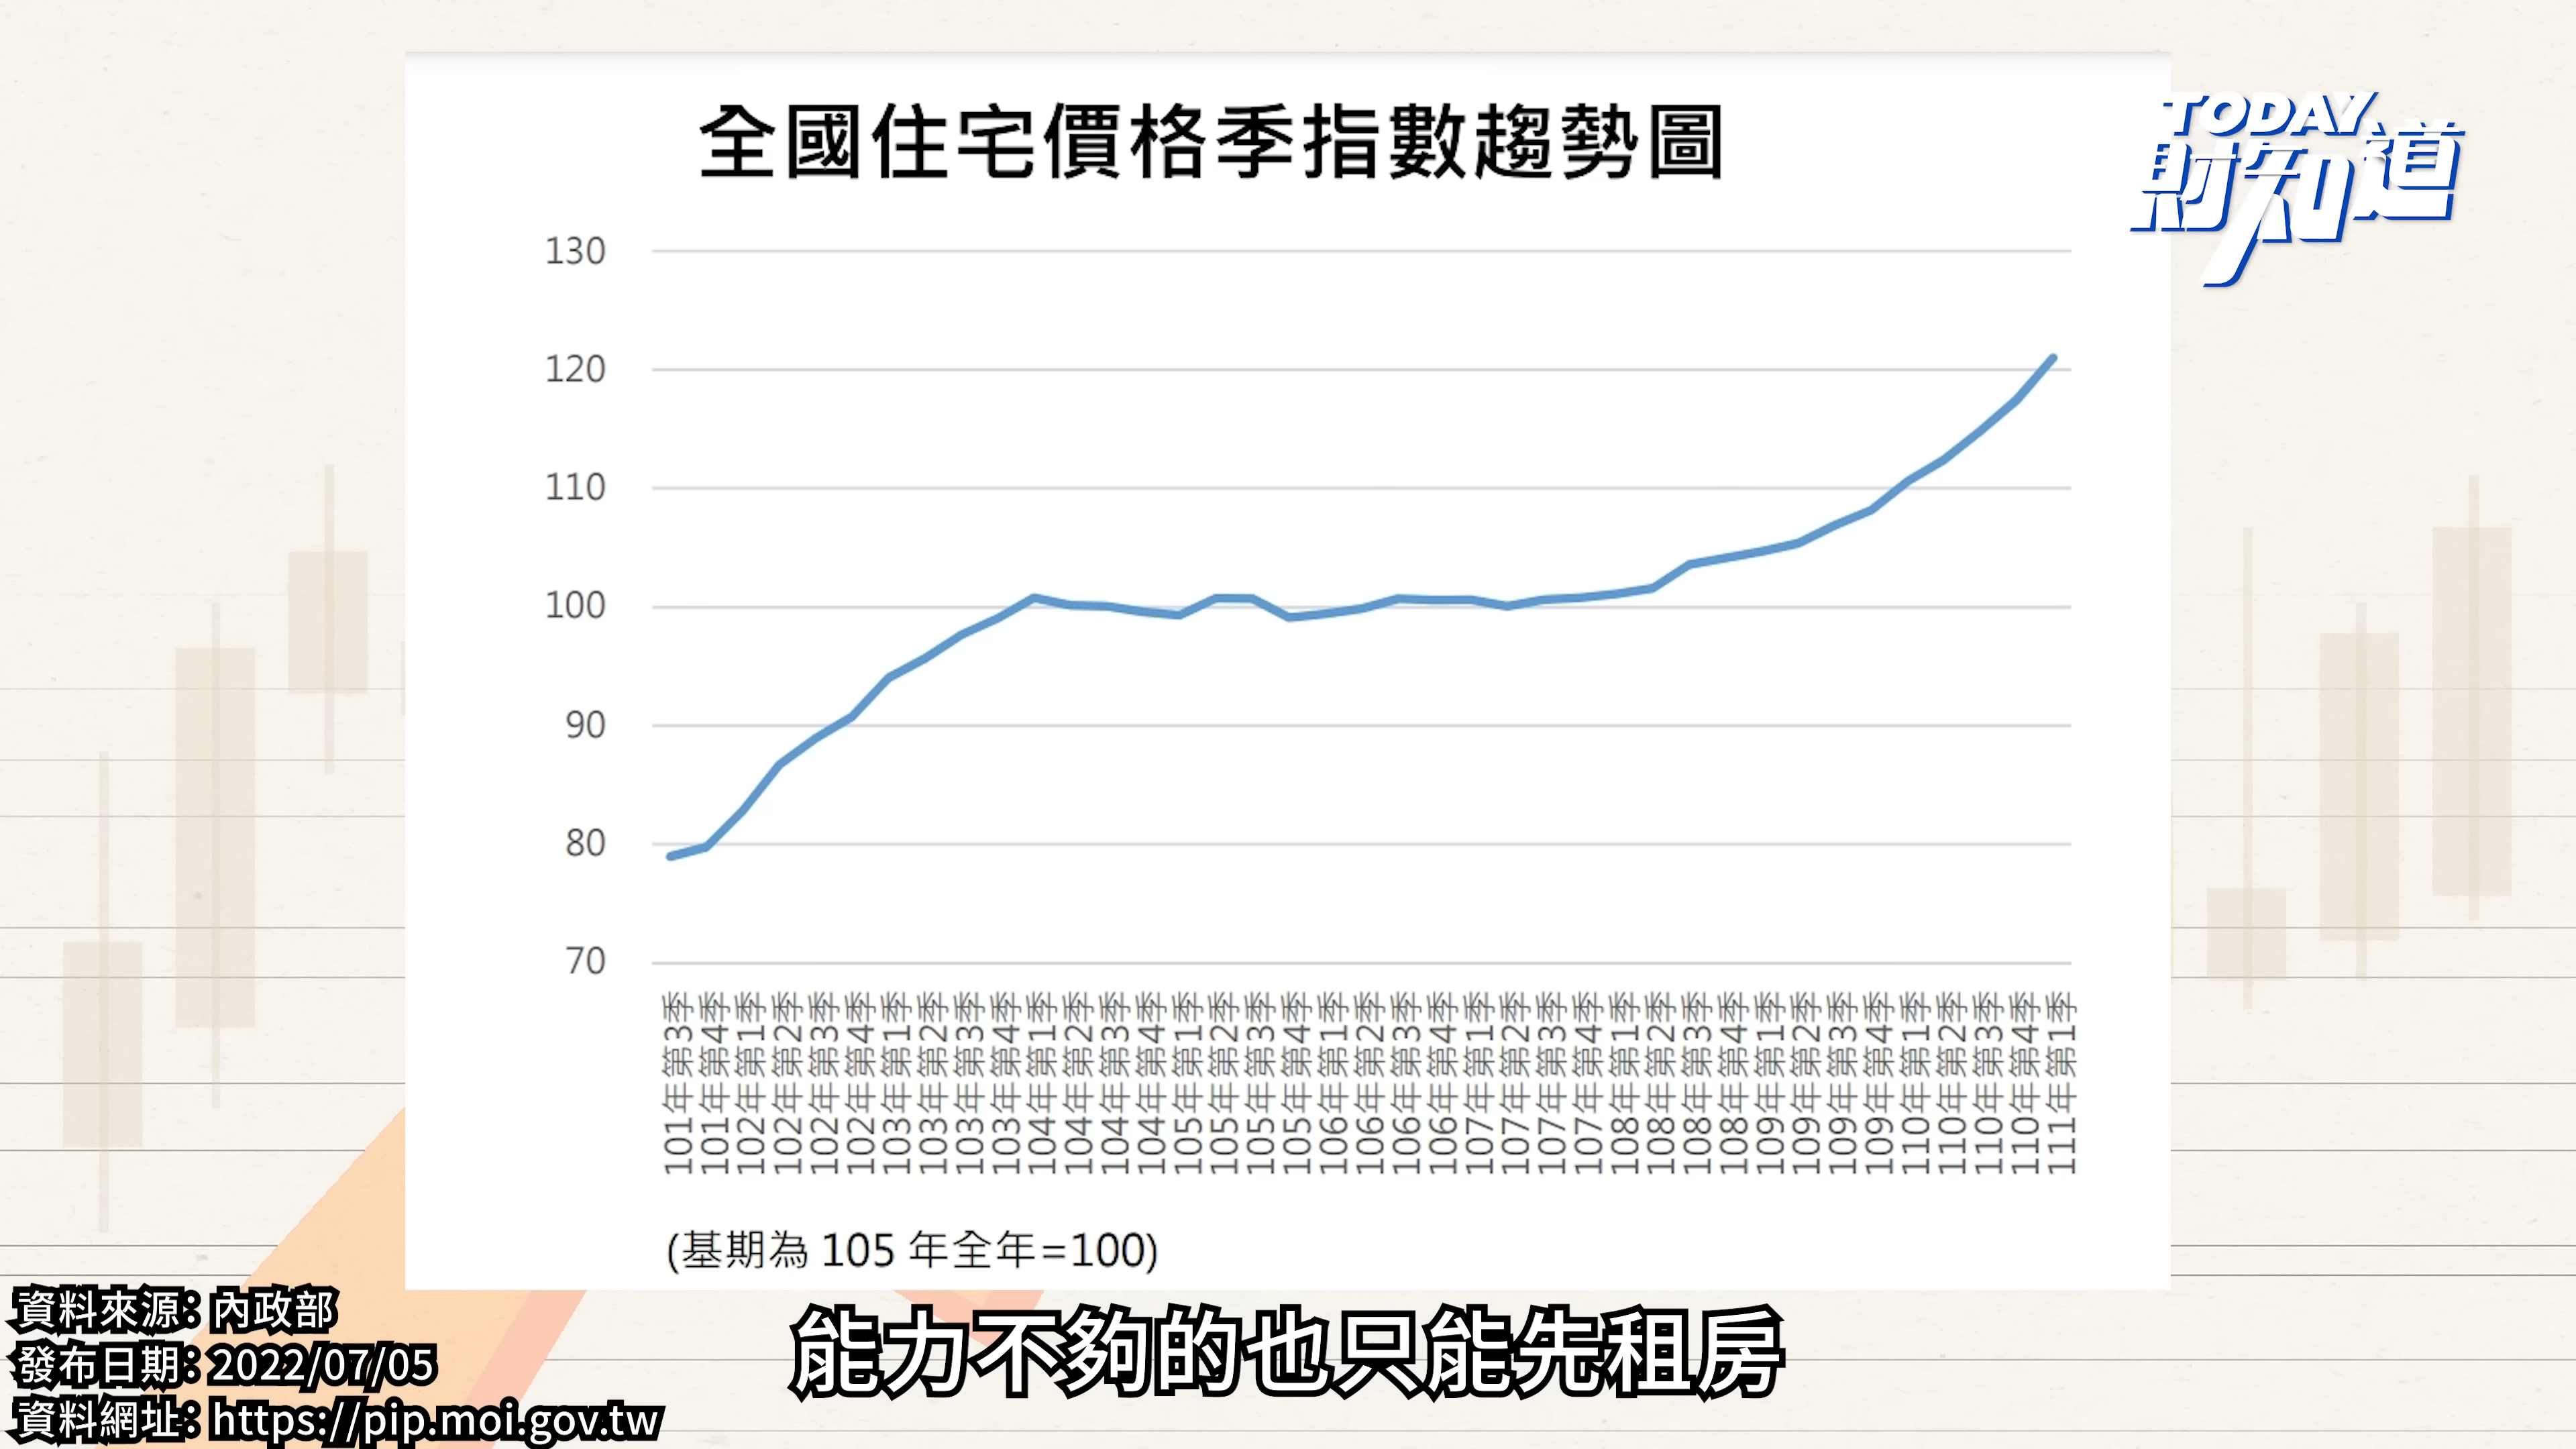 全國住宅價格季指數趨勢圖
TODAY
財知道
130
120
110
100
90
80
70
101年第3季
101年第4季
102年第1季
102年第2季
102年第3季
102年第4季
103年第1季
103年第2季
103年第3季
103年第4季
104年第1季
104年第2季
104年第3季
104年第4季
105年第1季
105年第2季
105年第3季
105年第4季
106年第1季
106年第2季
106年第3季
106年第4季
107年第1季
107年第2季
107年第3季
107年第4季
108年第1季
108年第2季
108年第3季
108年第4季
109年第1季
109年第2季
109年第3季
109年第4季
110年第1季
110年第2季
110年第3季
110年第4季
111年第1季
(基期為 105 年全年=100)
資料來源：內政部
發布日期：2022/07/05
資料網址：https://pip.moi.gov.tw
能力不夠的也只能先租房